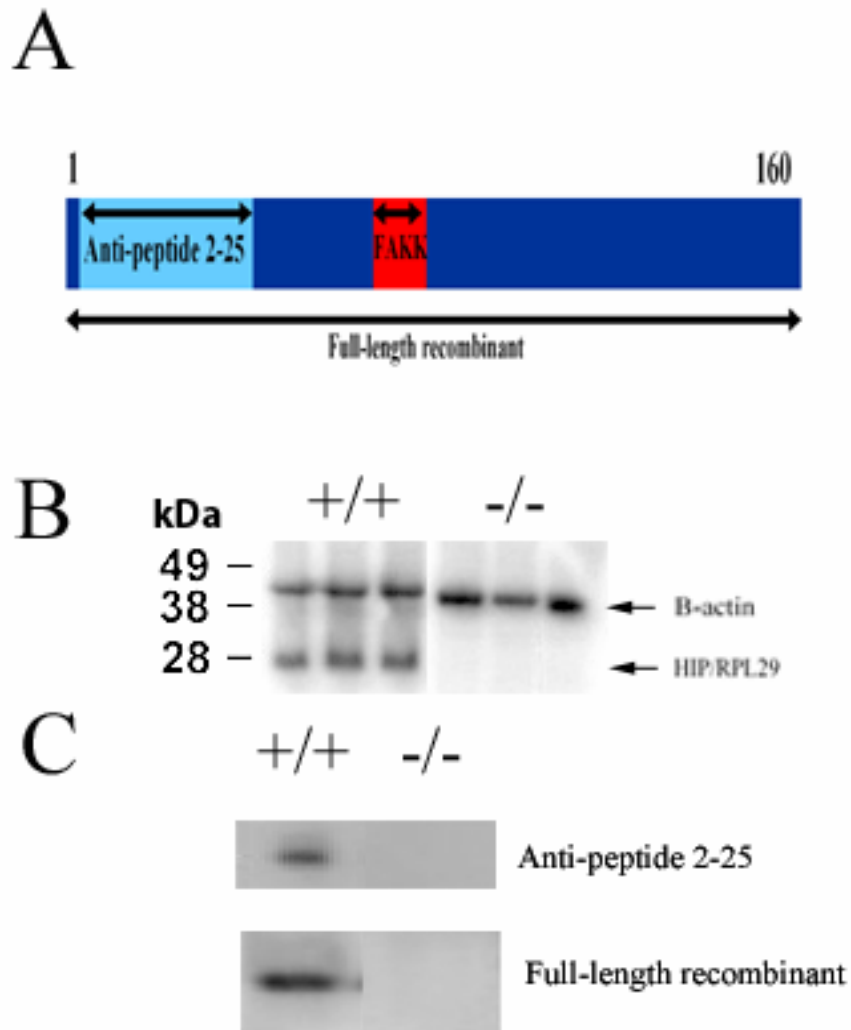 A
1 160
Anti-peptide 2-25 FAKK
Full-length recombinant
B
kDa +/+ -/-
49
38 B-actin
28 HIP/RPL29
C
+/+ -/-
Anti-peptide 2-25
Full-length recombinant